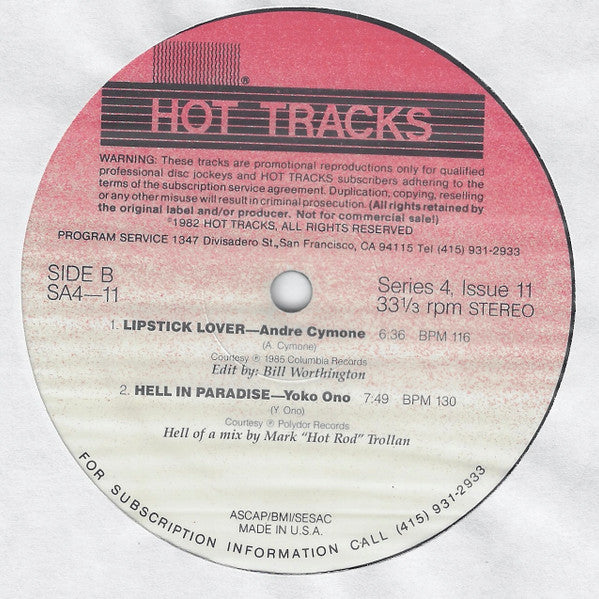 ®
HOT TRACKS
WARNING: These tracks are promotional reproductions only for qualified
professional disc jockeys and HOT TRACKS subscribers adhering to the
terms of the subscription service agreement. Duplication, copying, reselling
or any other misuse will result in criminal prosecution. (All rights retained by
the original label and/or producer. Not for commercial sale!)
©1982 HOT TRACKS, ALL RIGHTS RESERVED.
PROGRAM SERVICE 1347 Divisadero St., San Francisco, CA 94115 Tel (415) 931-2933
SIDE B
SA4—11
Series 4, Issue 11
33 1/3 rpm STEREO
1. LIPSTICK LOVER—Andre Cymone 6:36 BPM 116
(A. Cymone)
Courtesy ℗ 1985 Columbia Records
Edit by: Bill Worthington
2. HELL IN PARADISE—Yoko Ono 7:49 BPM 130
(Y. Ono)
Courtesy ℗ Polydor Records
Hell of a mix by Mark "Hot Rod" Trollan
ASCAP/BMI/SESAC
MADE IN U.S.A.
FOR SUBSCRIPTION INFORMATION CALL (415) 931-2933